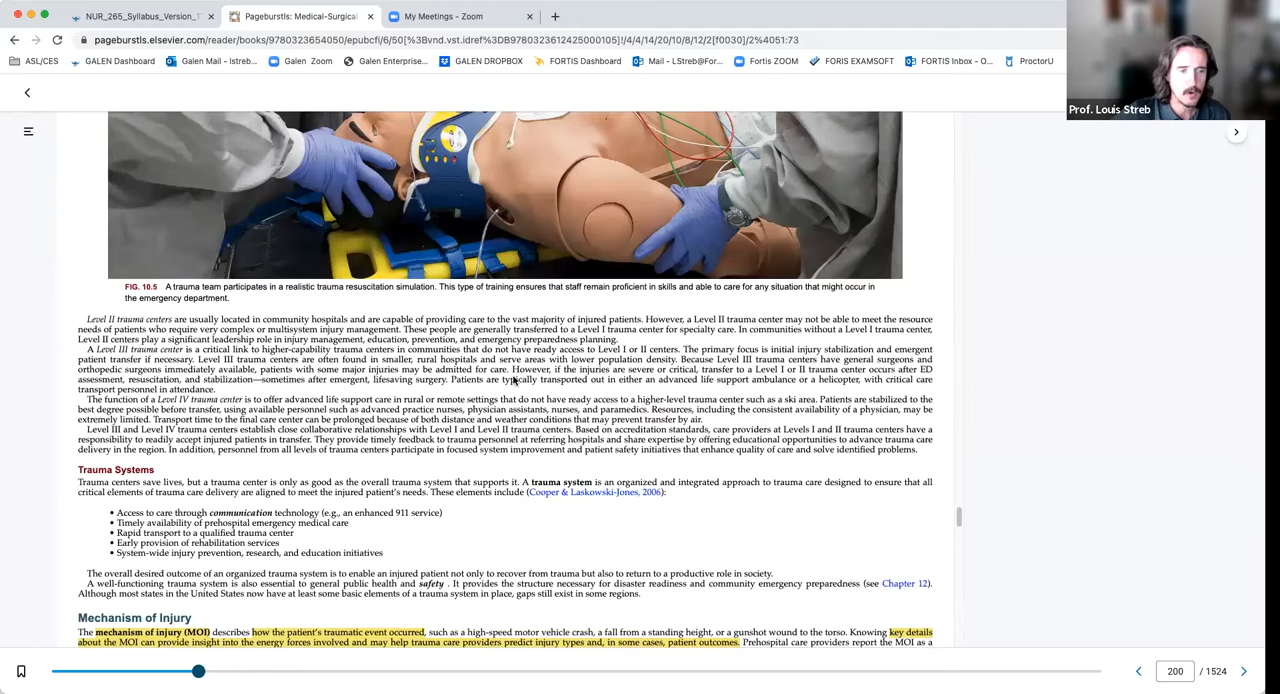 NUR_265_Syllabus_Version_1
Pageburstls: Medical-Surgical
My Meetings - Zoom
pageburstls.elsevier.com/reader/books/9780323654050/epubcfi/6/50[%3Bvnd.vst.idref%3DB9780323612425000105]!/4/4/14/20/10/8/12/2[f0030]/2%4051:73
ASL/CES
GALEN Dashboard
Galen Mail - lstreb...
Galen Zoom
Galen Enterprise...
GALEN DROPBOX
FORTIS Dashboard
Mail - LStreb@For...
Fortis ZOOM
FORIS EXAMSOFT
FORTIS Inbox - O...
ProctorU
Prof. Louis Streb
FIG. 10.5 A trauma team participates in a realistic trauma resuscitation simulation. This type of training ensures that staff remain proficient in skills and able to care for any situation that might occur in
the emergency department.
Level II trauma centers are usually located in community hospitals and are capable of providing care to the vast majority of injured patients. However, a Level II trauma center may not be able to meet the resource
needs of patients who require very complex or multisystem injury management. These people are generally transferred to a Level I trauma center for specialty care. In communities without a Level I trauma center,
Level II centers play a significant leadership role in injury management, education, prevention, and emergency preparedness planning.
A Level III trauma center is a critical link to higher-capability trauma centers in communities that do not have ready access to Level I or II centers. The primary focus is initial injury stabilization and emergent
patient transfer if necessary. Level III trauma centers are often found in smaller, rural hospitals and serve areas with lower population density. Because Level III trauma centers have general surgeons and
orthopedic surgeons immediately available, patients with some major injuries may be admitted for care. However, if the injuries are severe or critical, transfer to a Level I or II trauma center occurs after ED
assessment, resuscitation, and stabilization—sometimes after emergent, lifesaving surgery. Patients are typically transported out in either an advanced life support ambulance or a helicopter, with critical care
transport personnel in attendance.
The function of a Level IV trauma center is to offer advanced life support care in rural or remote settings that do not have ready access to a higher-level trauma center such as a ski area. Patients are stabilized to the
best degree possible before transfer, using available personnel such as advanced practice nurses, physician assistants, nurses, and paramedics. Resources, including the consistent availability of a physician, may be
extremely limited. Transport time to the final care center can be prolonged because of both distance and weather conditions that may prevent transfer by air.
Level III and Level IV trauma centers establish close collaborative relationships with Level I and Level II trauma centers. Based on accreditation standards, care providers at Levels I and II trauma centers have a
responsibility to readily accept injured patients in transfer. They provide timely feedback to trauma personnel at referring hospitals and share expertise by offering educational opportunities to advance trauma care
delivery in the region. In addition, personnel from all levels of trauma centers participate in focused system improvement and patient safety initiatives that enhance quality of care and solve identified problems.
Trauma Systems
Trauma centers save lives, but a trauma center is only as good as the overall trauma system that supports it. A trauma system is an organized and integrated approach to trauma care designed to ensure that all
critical elements of trauma care delivery are aligned to meet the injured patient's needs. These elements include (Cooper & Laskowski-Jones, 2006):
• Access to care through communication technology (e.g., an enhanced 911 service)
• Timely availability of prehospital emergency medical care
• Rapid transport to a qualified trauma center
• Early provision of rehabilitation services
• System-wide injury prevention, research, and education initiatives
The overall desired outcome of an organized trauma system is to enable an injured patient not only to recover from trauma but also to return to a productive role in society.
A well-functioning trauma system is also essential to general public health and safety . It provides the structure necessary for disaster readiness and community emergency preparedness (see Chapter 12).
Although most states in the United States now have at least some basic elements of a trauma system in place, gaps still exist in some regions.
Mechanism of Injury
The mechanism of injury (MOI) describes how the patient's traumatic event occurred, such as a high-speed motor vehicle crash, a fall from a standing height, or a gunshot wound to the torso. Knowing key details
about the MOI can provide insight into the energy forces involved and may help trauma care providers predict injury types and, in some cases, patient outcomes. Prehospital care providers report the MOI as a
200 / 1524